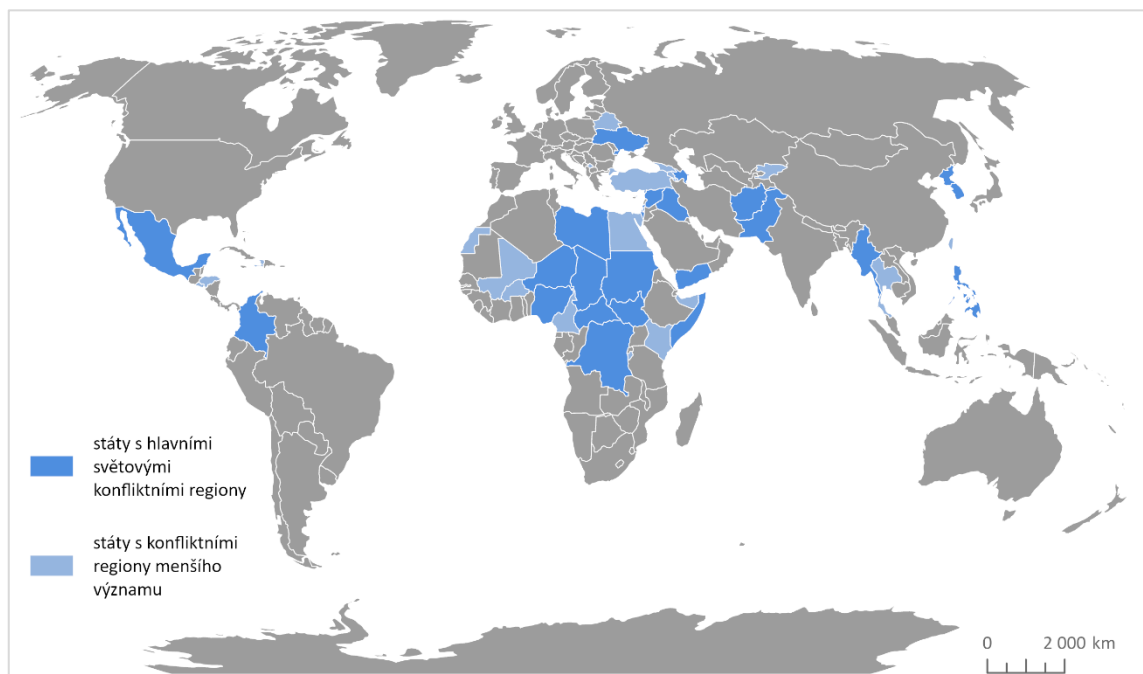 státy s hlavními
světovými
konfliktními regiony
státy s konfliktními
regiony menšího
významu
0 2 000 km